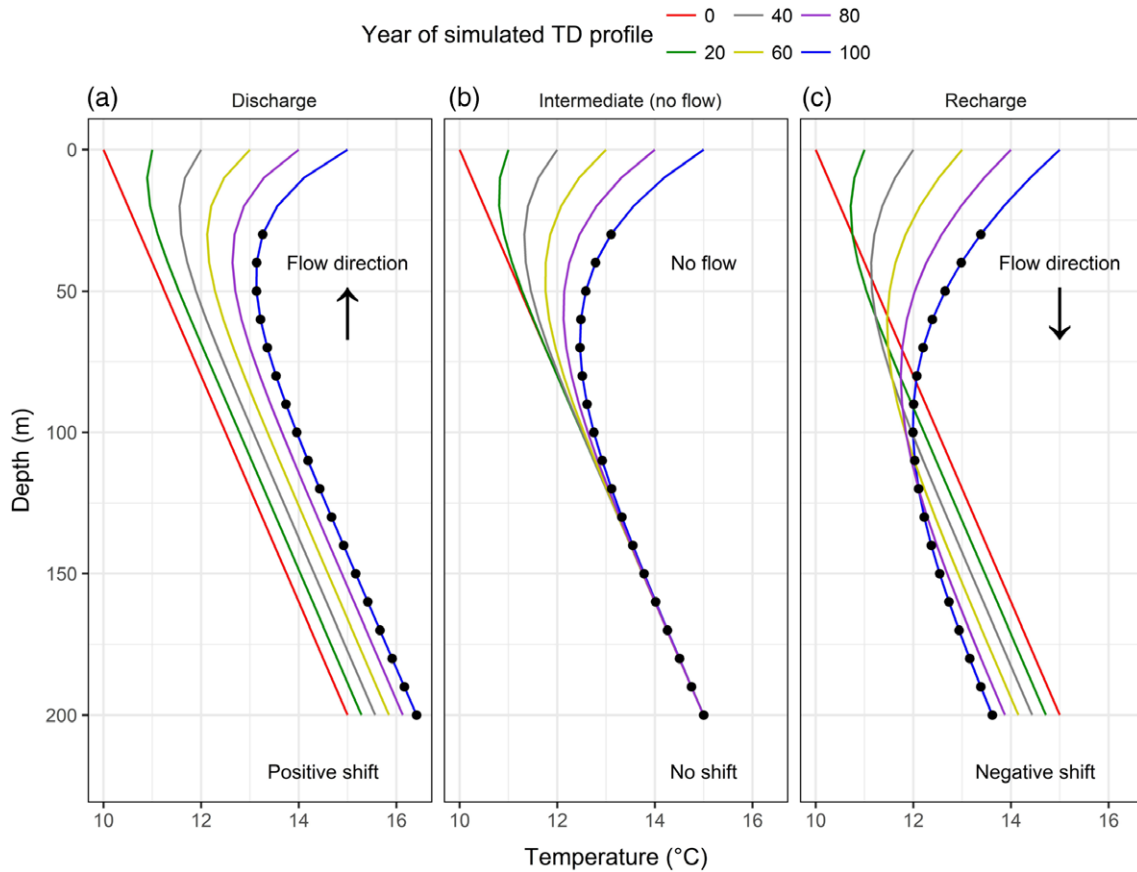 Year of simulated TD profile
0 40 80
20 60 100
(a) Discharge
(b) Intermediate (no flow)
(c) Recharge
Depth (m)
0
50
100
150
200
Flow direction
No flow
Flow direction
Positive shift
No shift
Negative shift
10 12 14 16
10 12 14 16
10 12 14 16
Temperature (°C)